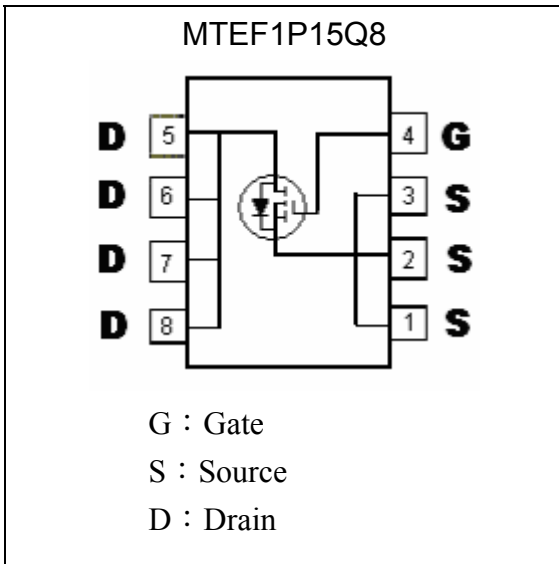 MTEF1P15Q8
D 5 4 G
D 6 3 S
D 7 2 S
D 8 1 S
G：Gate
S：Source
D：Drain